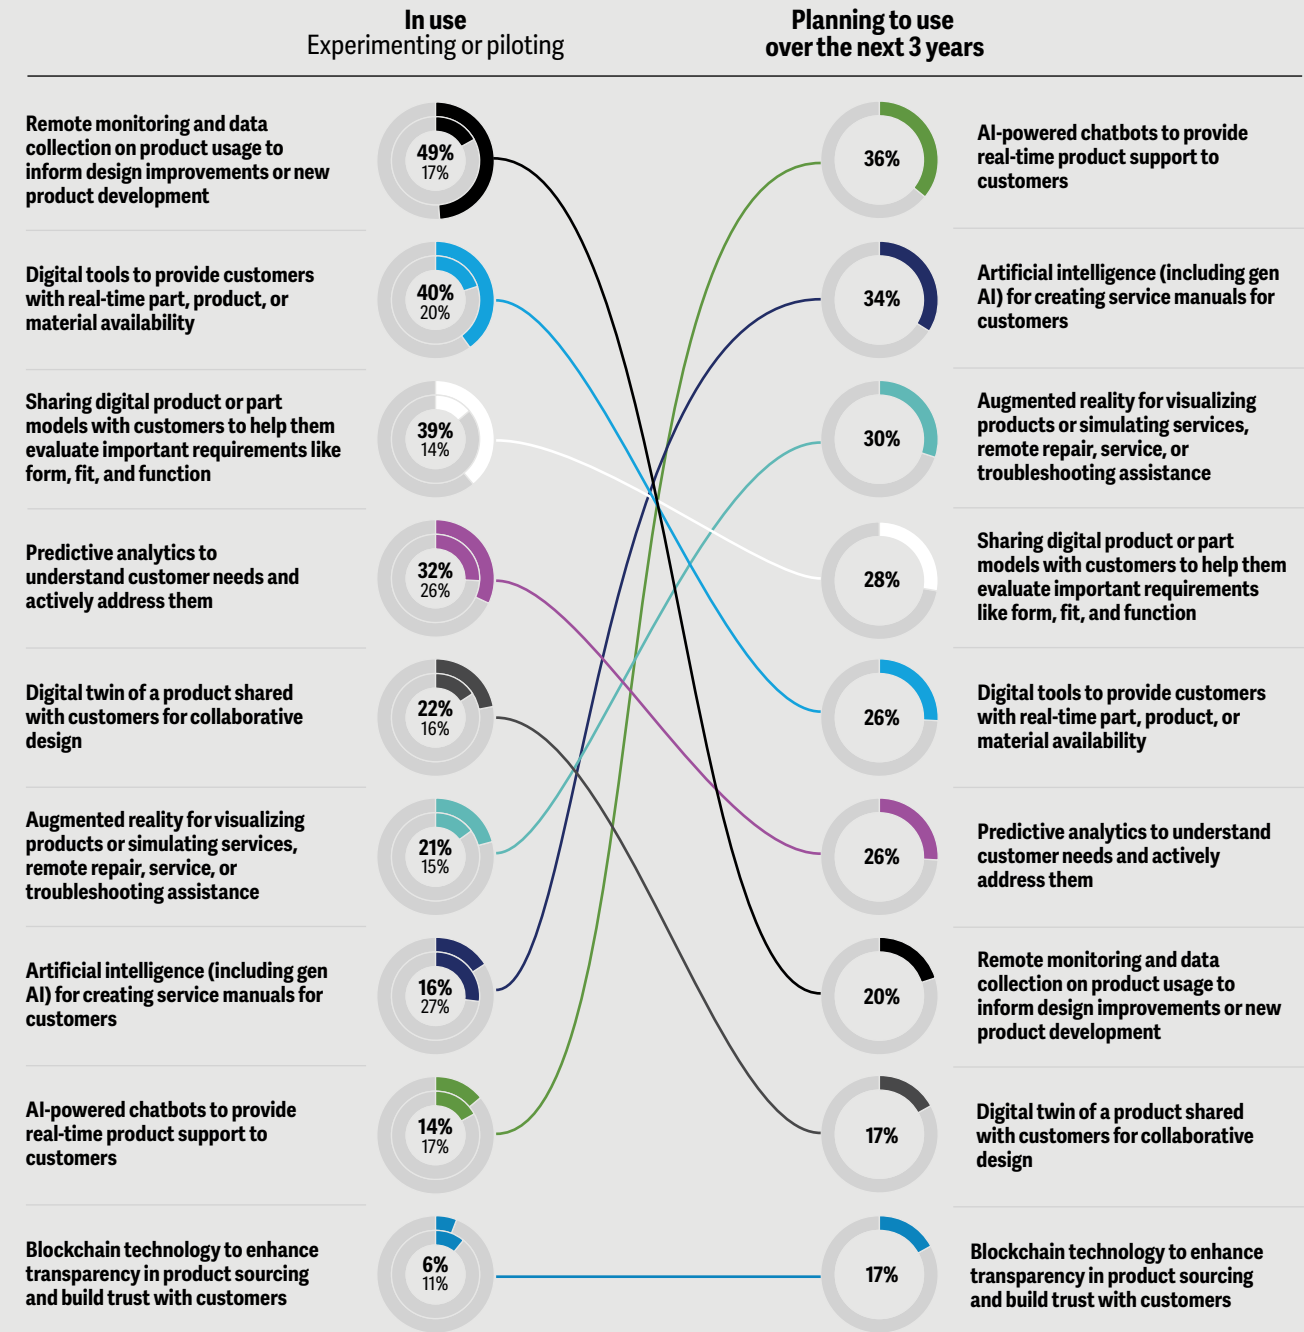 In use
Experimenting or piloting
Planning to use
over the next 3 years
Remote monitoring and data
collection on product usage to
inform design improvements or new
product development
49%
17%
36%
AI-powered chatbots to provide
real-time product support to
customers
Digital tools to provide customers
with real-time part, product, or
material availability
40%
20%
34%
Artificial intelligence (including gen
AI) for creating service manuals for
customers
Sharing digital product or part
models with customers to help them
evaluate important requirements like
form, fit, and function
39%
14%
30%
Augmented reality for visualizing
products or simulating services,
remote repair, service, or
troubleshooting assistance
Predictive analytics to
understand customer needs and
actively address them
32%
26%
28%
Sharing digital product or part
models with customers to help them
evaluate important requirements
like form, fit, and function
Digital twin of a product shared
with customers for collaborative
design
22%
16%
26%
Digital tools to provide customers
with real-time part, product, or
material availability
Augmented reality for visualizing
products or simulating services,
remote repair, service, or
troubleshooting assistance
21%
15%
26%
Predictive analytics to understand
customer needs and actively
address them
Artificial intelligence (including gen
AI) for creating service manuals for
customers
16%
27%
20%
Remote monitoring and data
collection on product usage to
inform design improvements or new
product development
AI-powered chatbots to provide
real-time product support to
customers
14%
17%
17%
Digital twin of a product shared
with customers for collaborative
design
Blockchain technology to enhance
transparency in product sourcing
and build trust with customers
6%
11%
17%
Blockchain technology to enhance
transparency in product sourcing
and build trust with customers